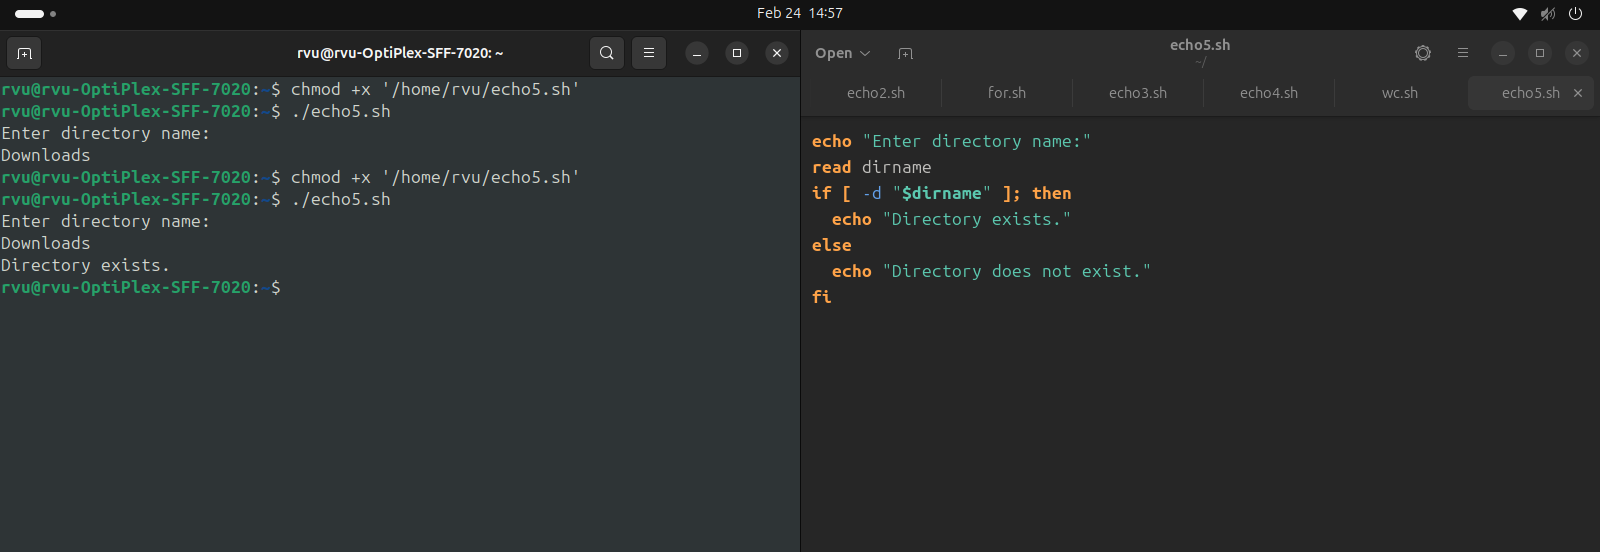 Feb 24 14:57
rvu@rvu-OptiPlex-SFF-7020: ~
rvu@rvu-OptiPlex-SFF-7020:~$ chmod +x '/home/rvu/echo5.sh'
rvu@rvu-OptiPlex-SFF-7020:~$ ./echo5.sh
Enter directory name:
Downloads
rvu@rvu-OptiPlex-SFF-7020:~$ chmod +x '/home/rvu/echo5.sh'
rvu@rvu-OptiPlex-SFF-7020:~$ ./echo5.sh
Enter directory name:
Downloads
Directory exists.
rvu@rvu-OptiPlex-SFF-7020:~$
Open
echo5.sh
~/
echo2.sh for.sh echo3.sh echo4.sh wc.sh echo5.sh
echo "Enter directory name:"
read dirname
if [ -d "$dirname" ]; then
  echo "Directory exists."
else
  echo "Directory does not exist."
fi